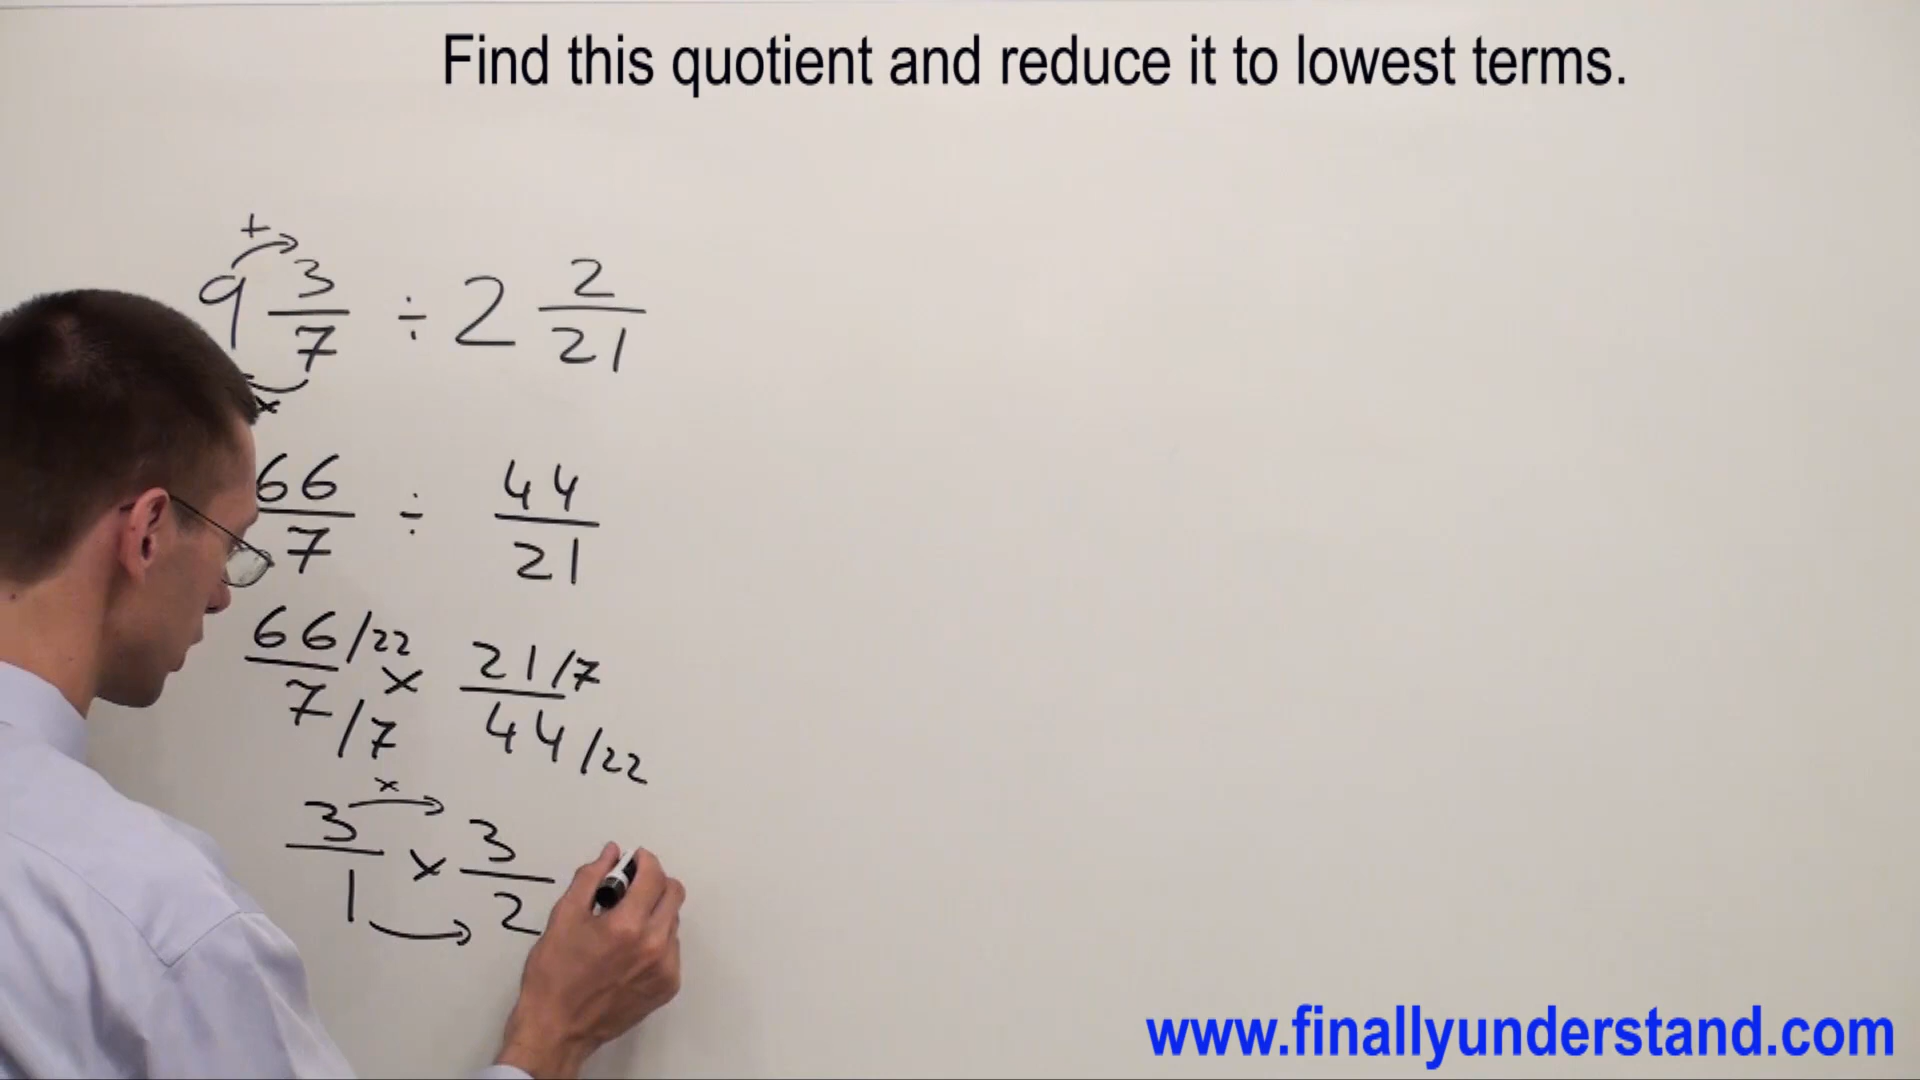 Find this quotient and reduce it to lowest terms.
+
9 3/7 ÷ 2 2/21
x
66/7 ÷ 44/21
66/22 / 7/7 x 21/7 / 44/22
x
3/1 x 3/2
www.finallyunderstand.com